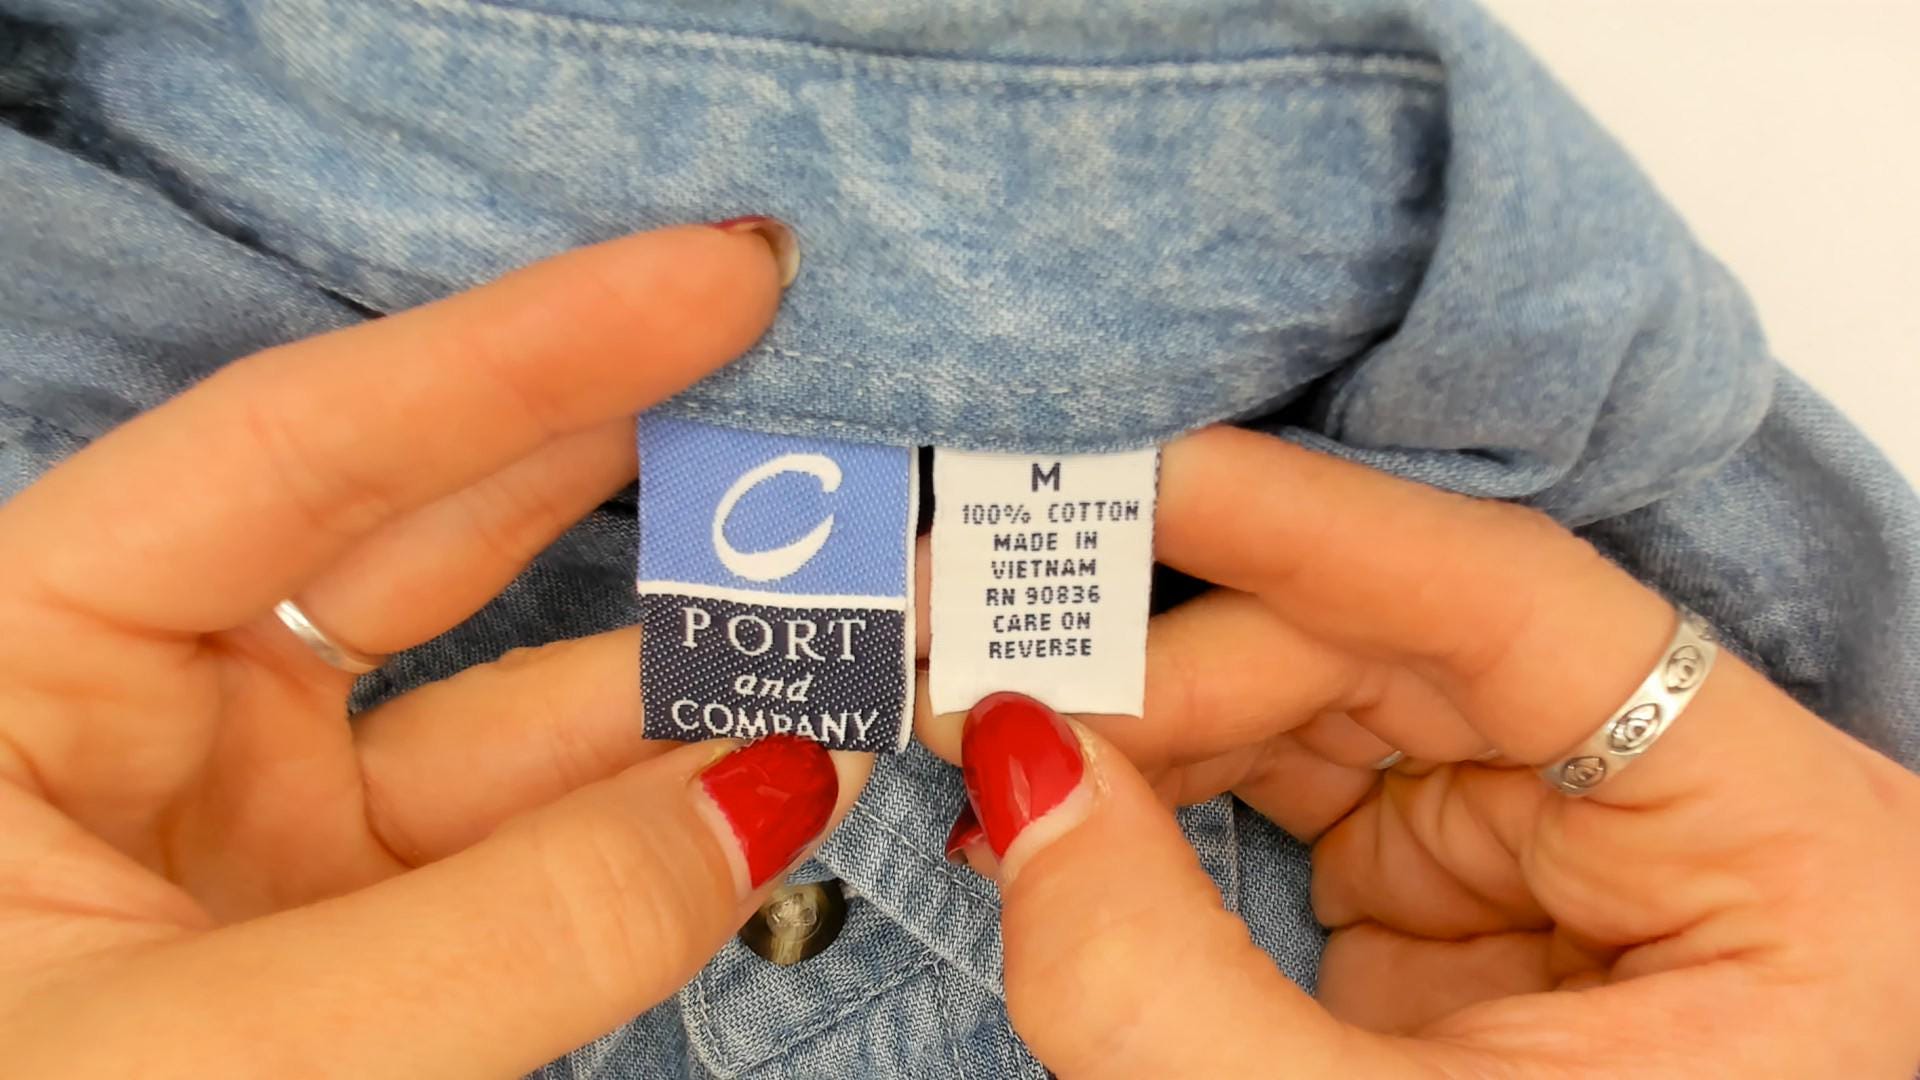 C
PORT
and
COMPANY
M
100% COTTON
MADE IN
VIETNAM
RN 90836
CARE ON
REVERSE